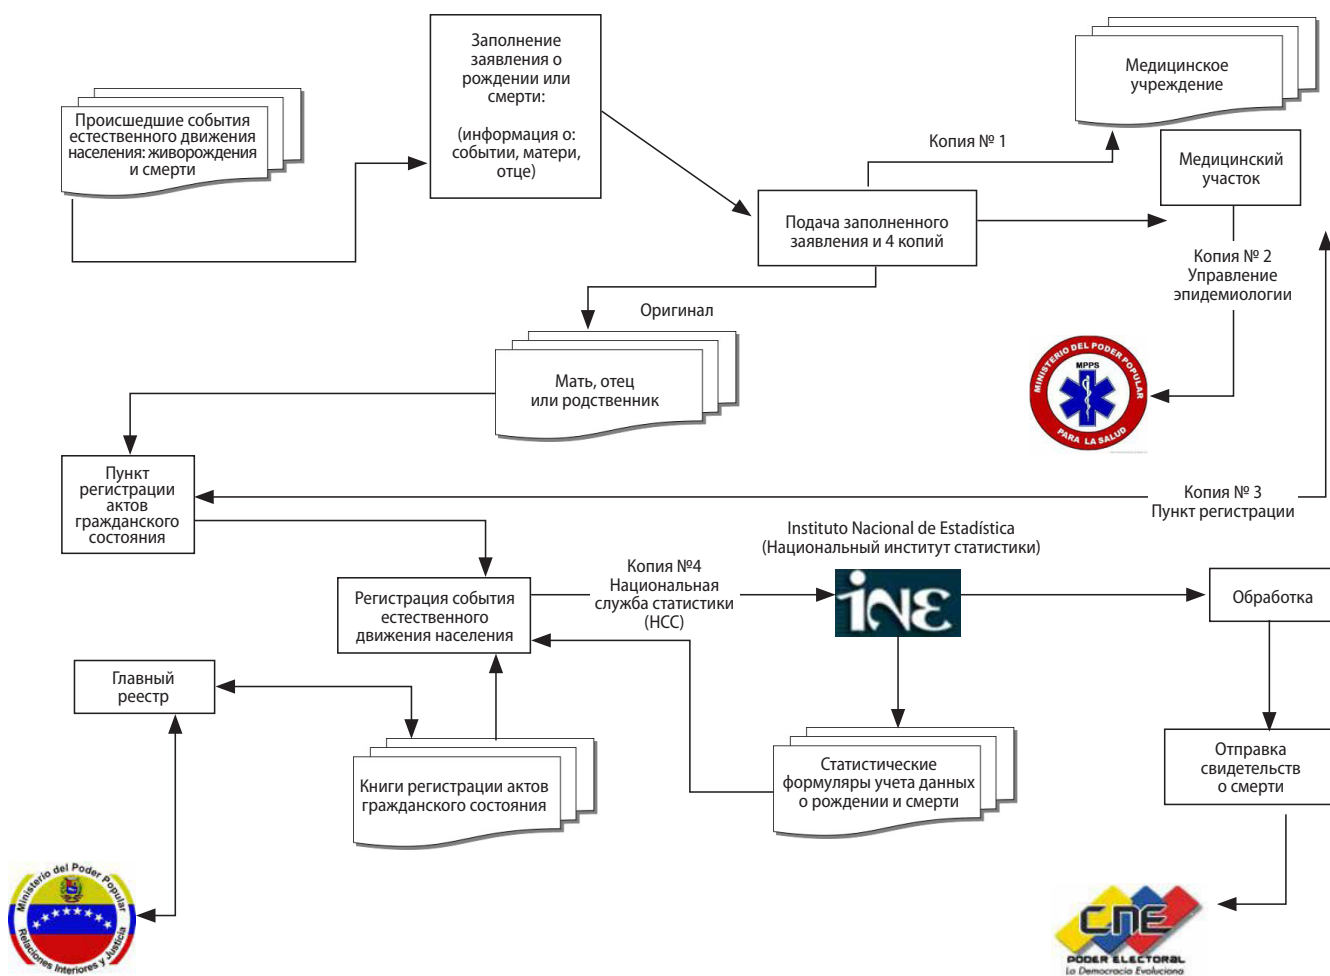 Происшедшие события
естественного движения
населения: живорождения
и смерти
Заполнение
заявления о
рождении или
смерти:
(информация о:
событии, матери,
отце)
Медицинское
учреждение
Копия № 1
Медицинский
участок
Подача заполненного
заявления и 4 копий
Копия № 2
Управление
эпидемиологии
Оригинал
Мать, отец
или родственник
MINISTERIO DEL PODER POPULAR
MPPS
PARA LA SALUD
Пункт
регистрации
актов
гражданского
состояния
Копия № 3
Пункт регистрации
Instituto Nacional de Estadística
(Национальный институт статистики)
Копия №4
Национальная
служба статистики
(НСС)
Регистрация события
естественного
движения населения
iNE
Обработка
Главный
реестр
Книги регистрации актов
гражданского состояния
Статистические
формуляры учета данных
о рождении и смерти
Отправка
свидетельств
о смерти
Ministerio del Poder Popular
Relaciones Interiores y Justicia
CNE
PODER ELECTORAL
La Democracia Evoluciona